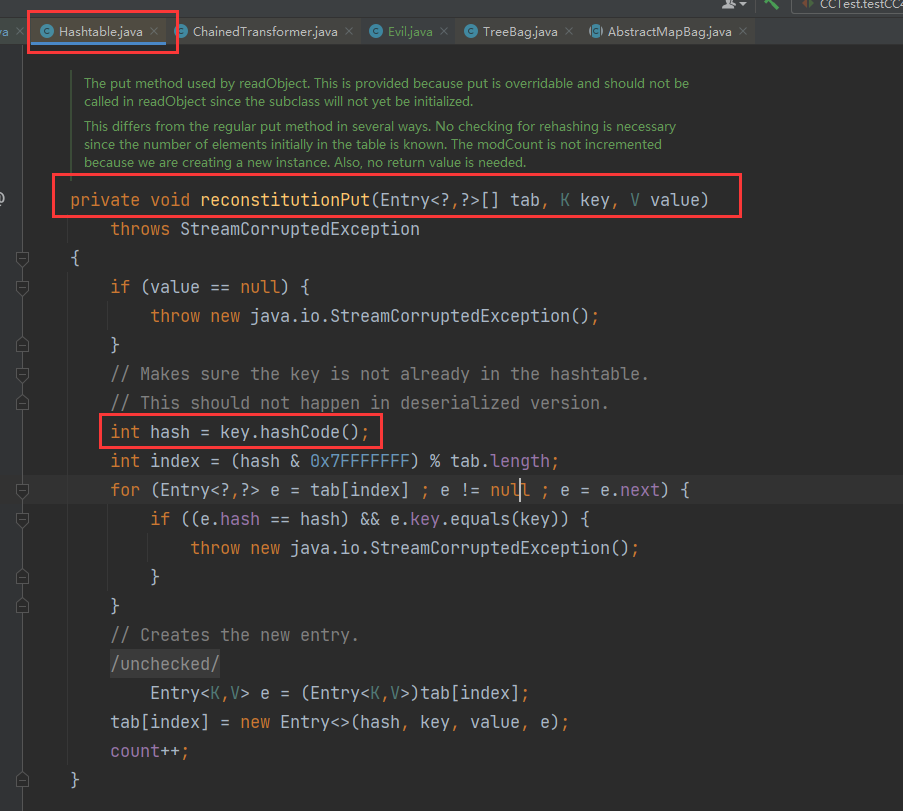 CCTest.testCC4
va Hashtable.java ChainedTransformer.java Evil.java TreeBag.java AbstractMapBag.java
The put method used by readObject. This is provided because put is overridable and should not be
called in readObject since the subclass will not yet be initialized.
This differs from the regular put method in several ways. No checking for rehashing is necessary
since the number of elements initially in the table is known. The modCount is not incremented
because we are creating a new instance. Also, no return value is needed.
private void reconstitutionPut(Entry<?,?>[] tab, K key, V value)
throws StreamCorruptedException
{
if (value == null) {
throw new java.io.StreamCorruptedException();
}
// Makes sure the key is not already in the hashtable.
// This should not happen in deserialized version.
int hash = key.hashCode();
int index = (hash & 0x7FFFFFFF) % tab.length;
for (Entry<?,?> e = tab[index] ; e != null ; e = e.next) {
if ((e.hash == hash) && e.key.equals(key)) {
throw new java.io.StreamCorruptedException();
}
}
// Creates the new entry.
/unchecked/
Entry<K,V> e = (Entry<K,V>)tab[index];
tab[index] = new Entry<>(hash, key, value, e);
count++;
}